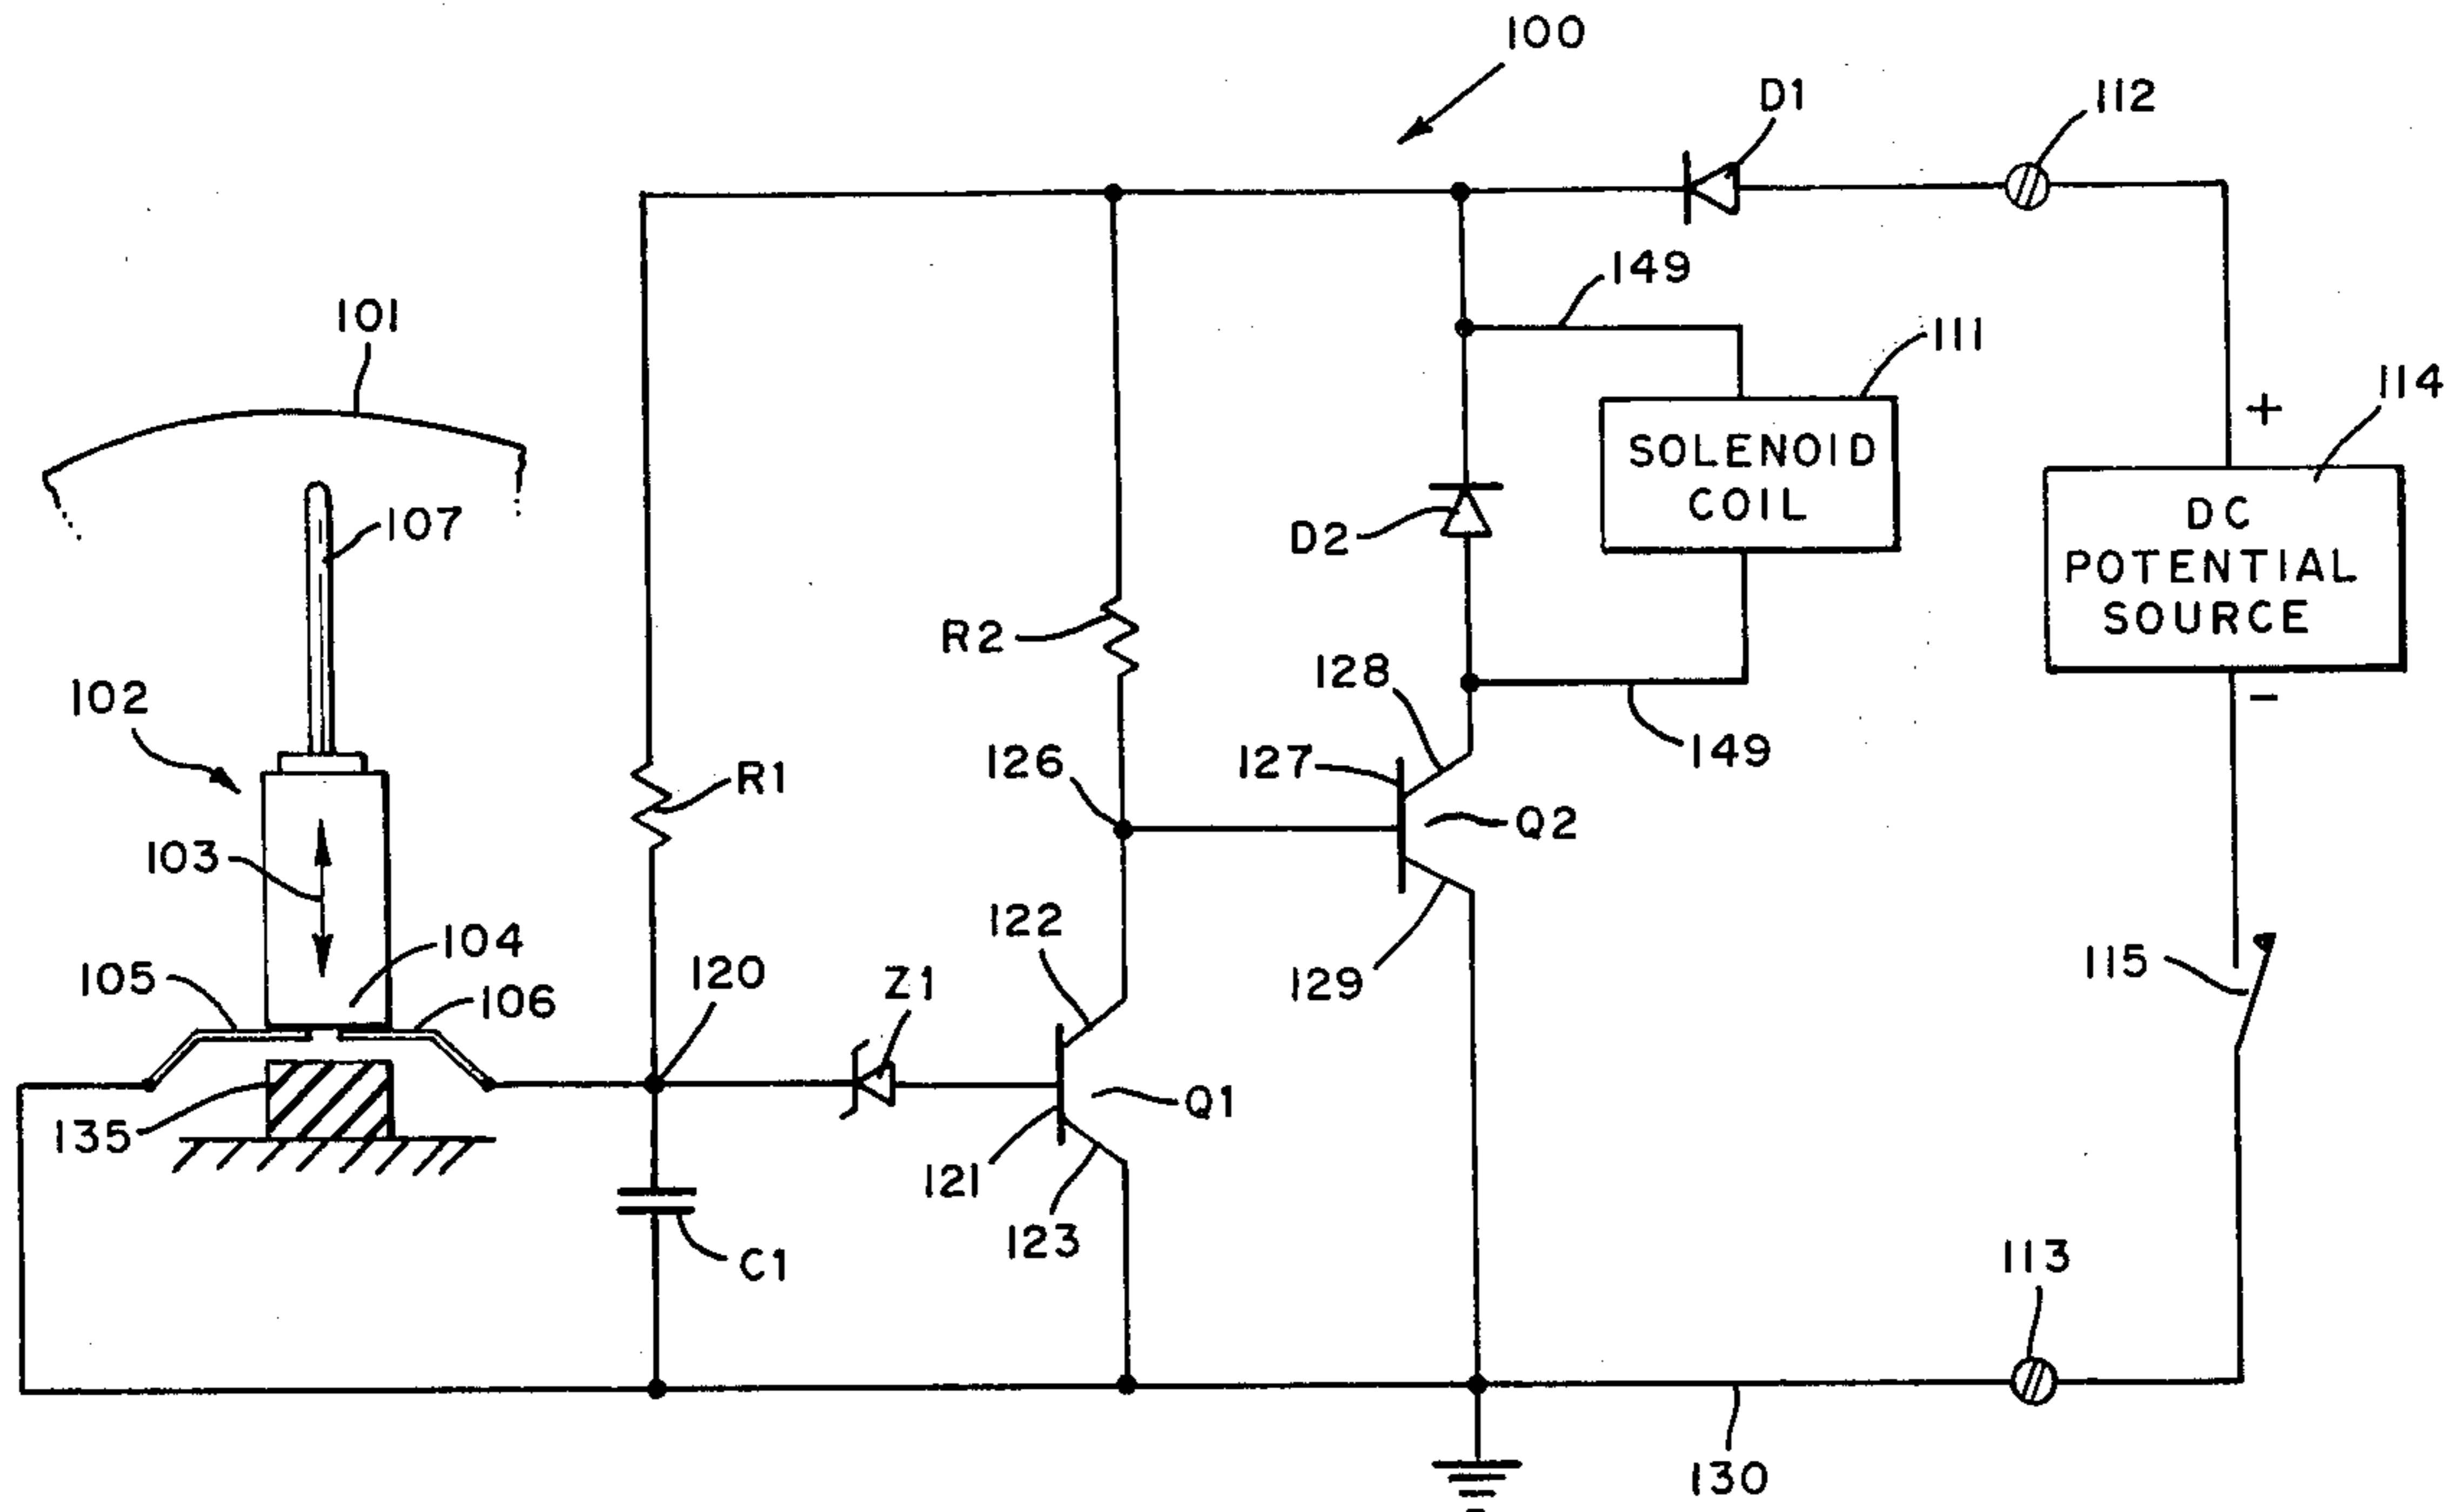 100
D1
112
149
101
111
114
+
SOLENOID
COIL
DC
POTENTIAL
SOURCE
107
D2
R2
128
102
−
149
126
127
R1
Q2
103
122
104
105
120
129
115
106
Z1
Q1
135
121
123
C1
113
130